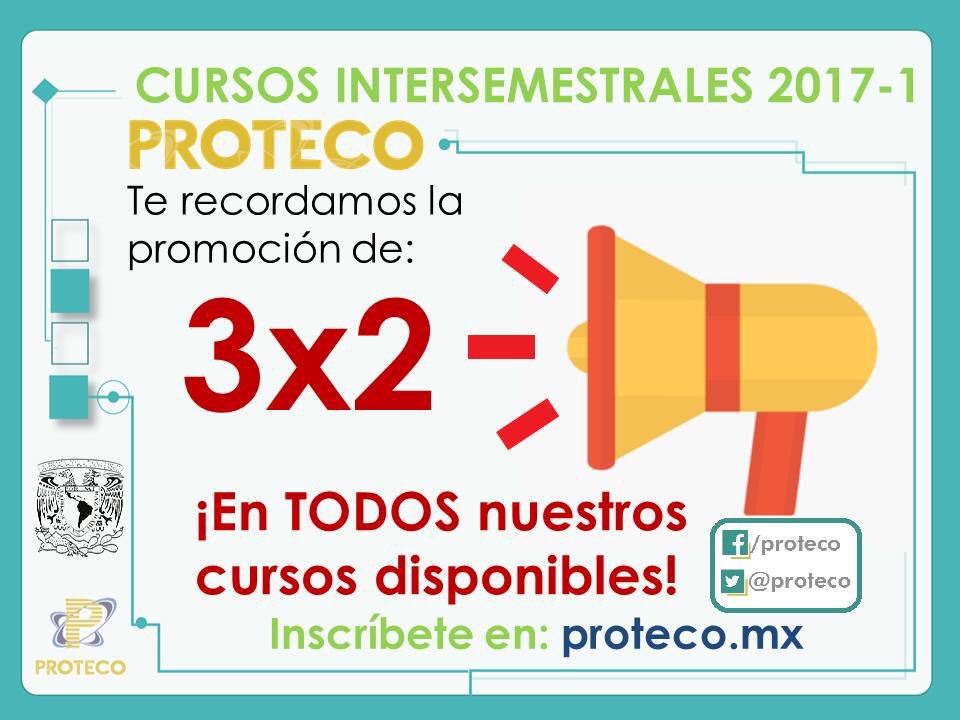 CURSOS INTERSEMESTRALES 2017-1
PROTECO
Te recordamos la
promoción de:
3x2
¡En TODOS nuestros
cursos disponibles!
/proteco
@proteco
Inscríbete en: proteco.mx
PROTECO